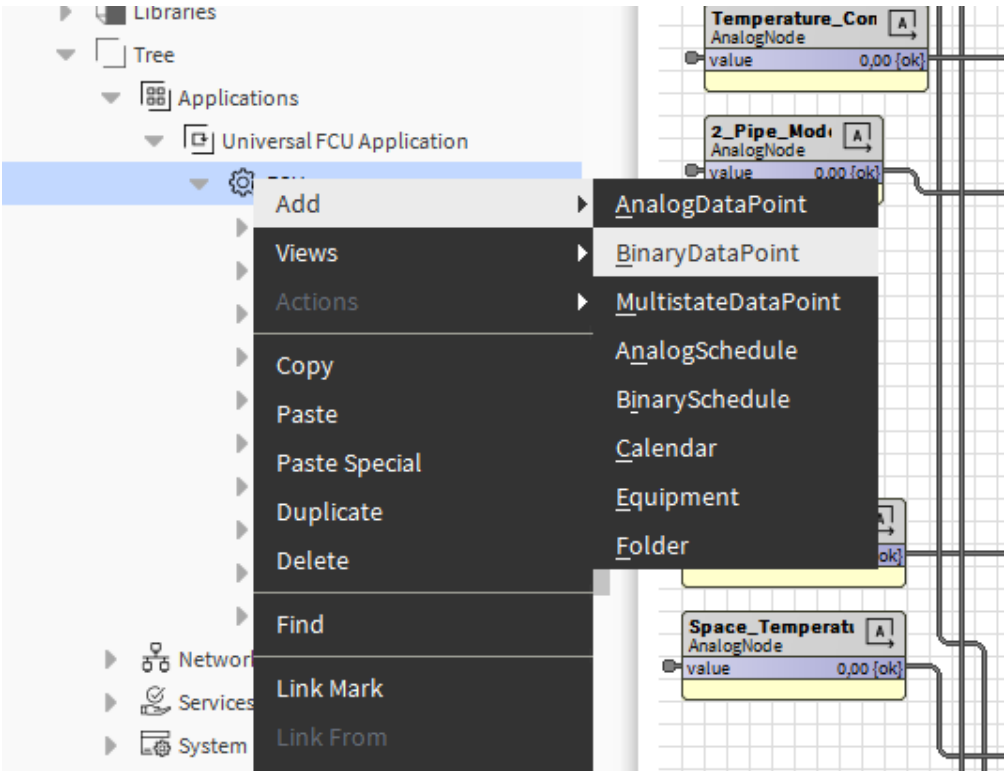 Libraries
Tree
Applications
Universal FCU Application
Add
Views
Actions
Copy
Paste
Paste Special
Duplicate
Delete
Find
Link Mark
Link From
AnalogDataPoint
BinaryDataPoint
MultistateDataPoint
AnalogSchedule
BinarySchedule
Calendar
Equipment
Folder
Networ
Services
System
Temperature_Con A
AnalogNode
value 0,00 {ok}
2_Pipe_Mod A
AnalogNode
value 0,00 {ok}
A
ok}
Space_Temperat A
AnalogNode
value 0,00 {ok}